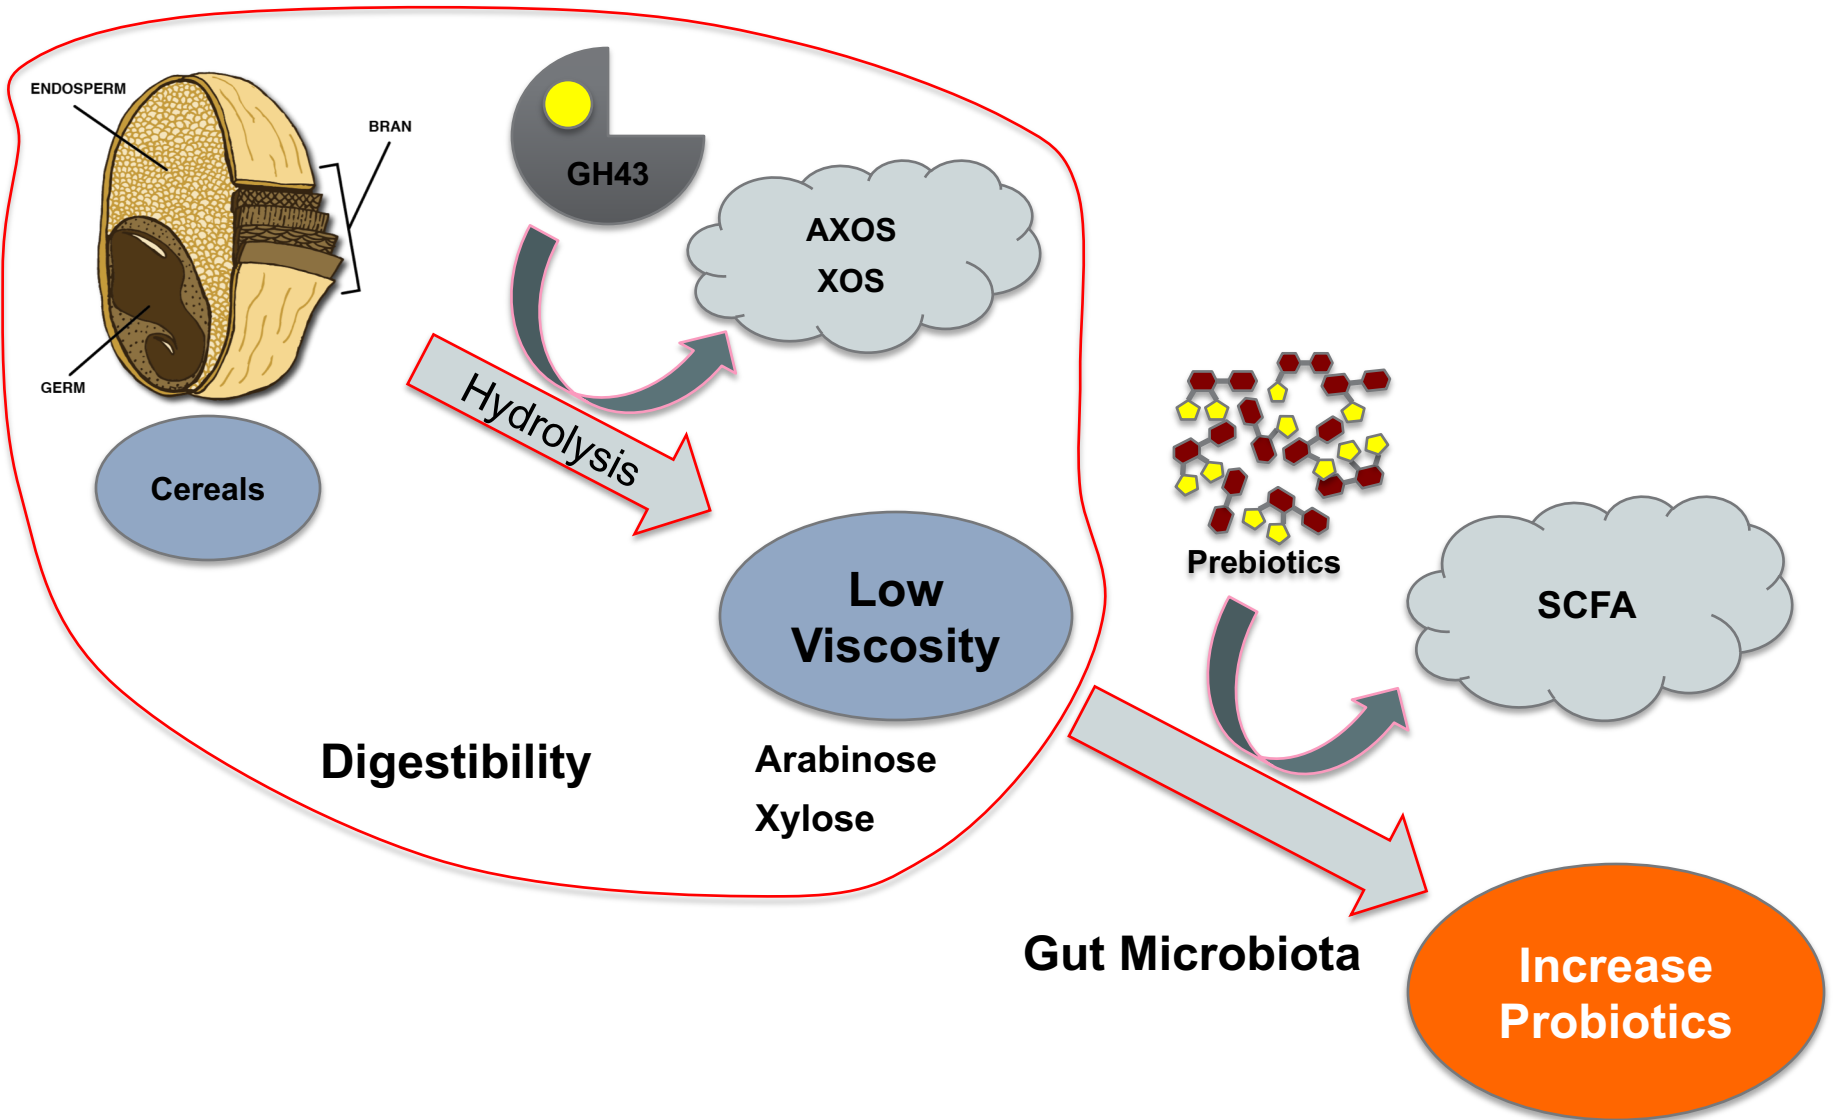 ENDOSPERM
BRAN
GERM
Cereals
GH43
AXOS
XOS
Hydrolysis
Low
Viscosity
Digestibility
Arabinose
Xylose
Prebiotics
SCFA
Gut Microbiota
Increase
Probiotics